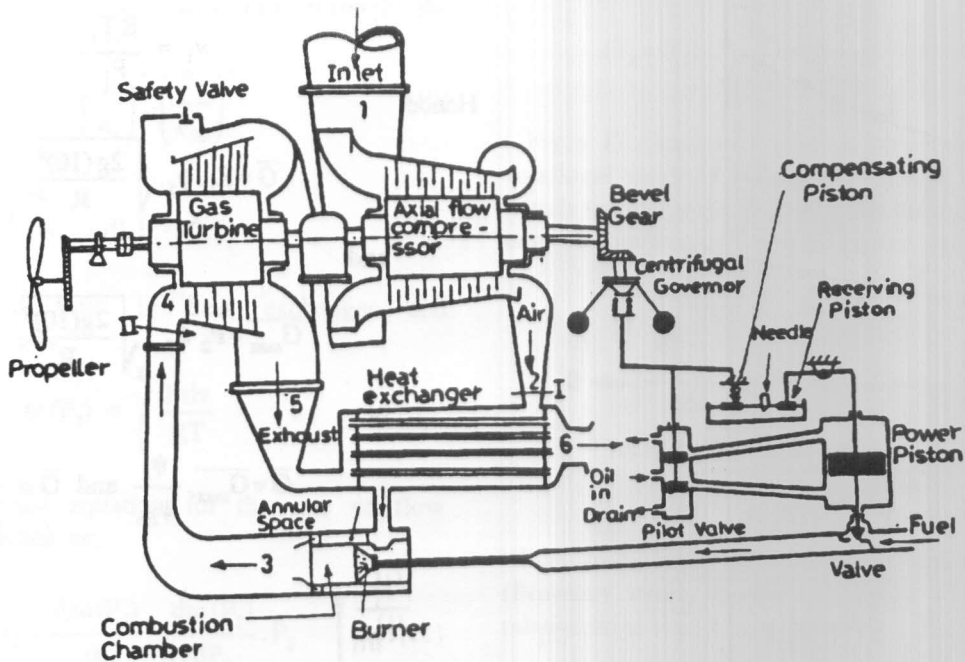 Inlet
1
Safety Valve
Gas
Turbine
Axial flow
compre-
ssor
Bevel
Gear
Compensating
Piston
Centrifugal
Governor
Receiving
Piston
Needle
4
II
Propeller
Air
2
I
Heat
exchanger
5
Exhaust
6
Oil
in
Drain
Power
Piston
Pilot Valve
Annular
Space
3
Fuel
Valve
Combustion
Chamber
Burner